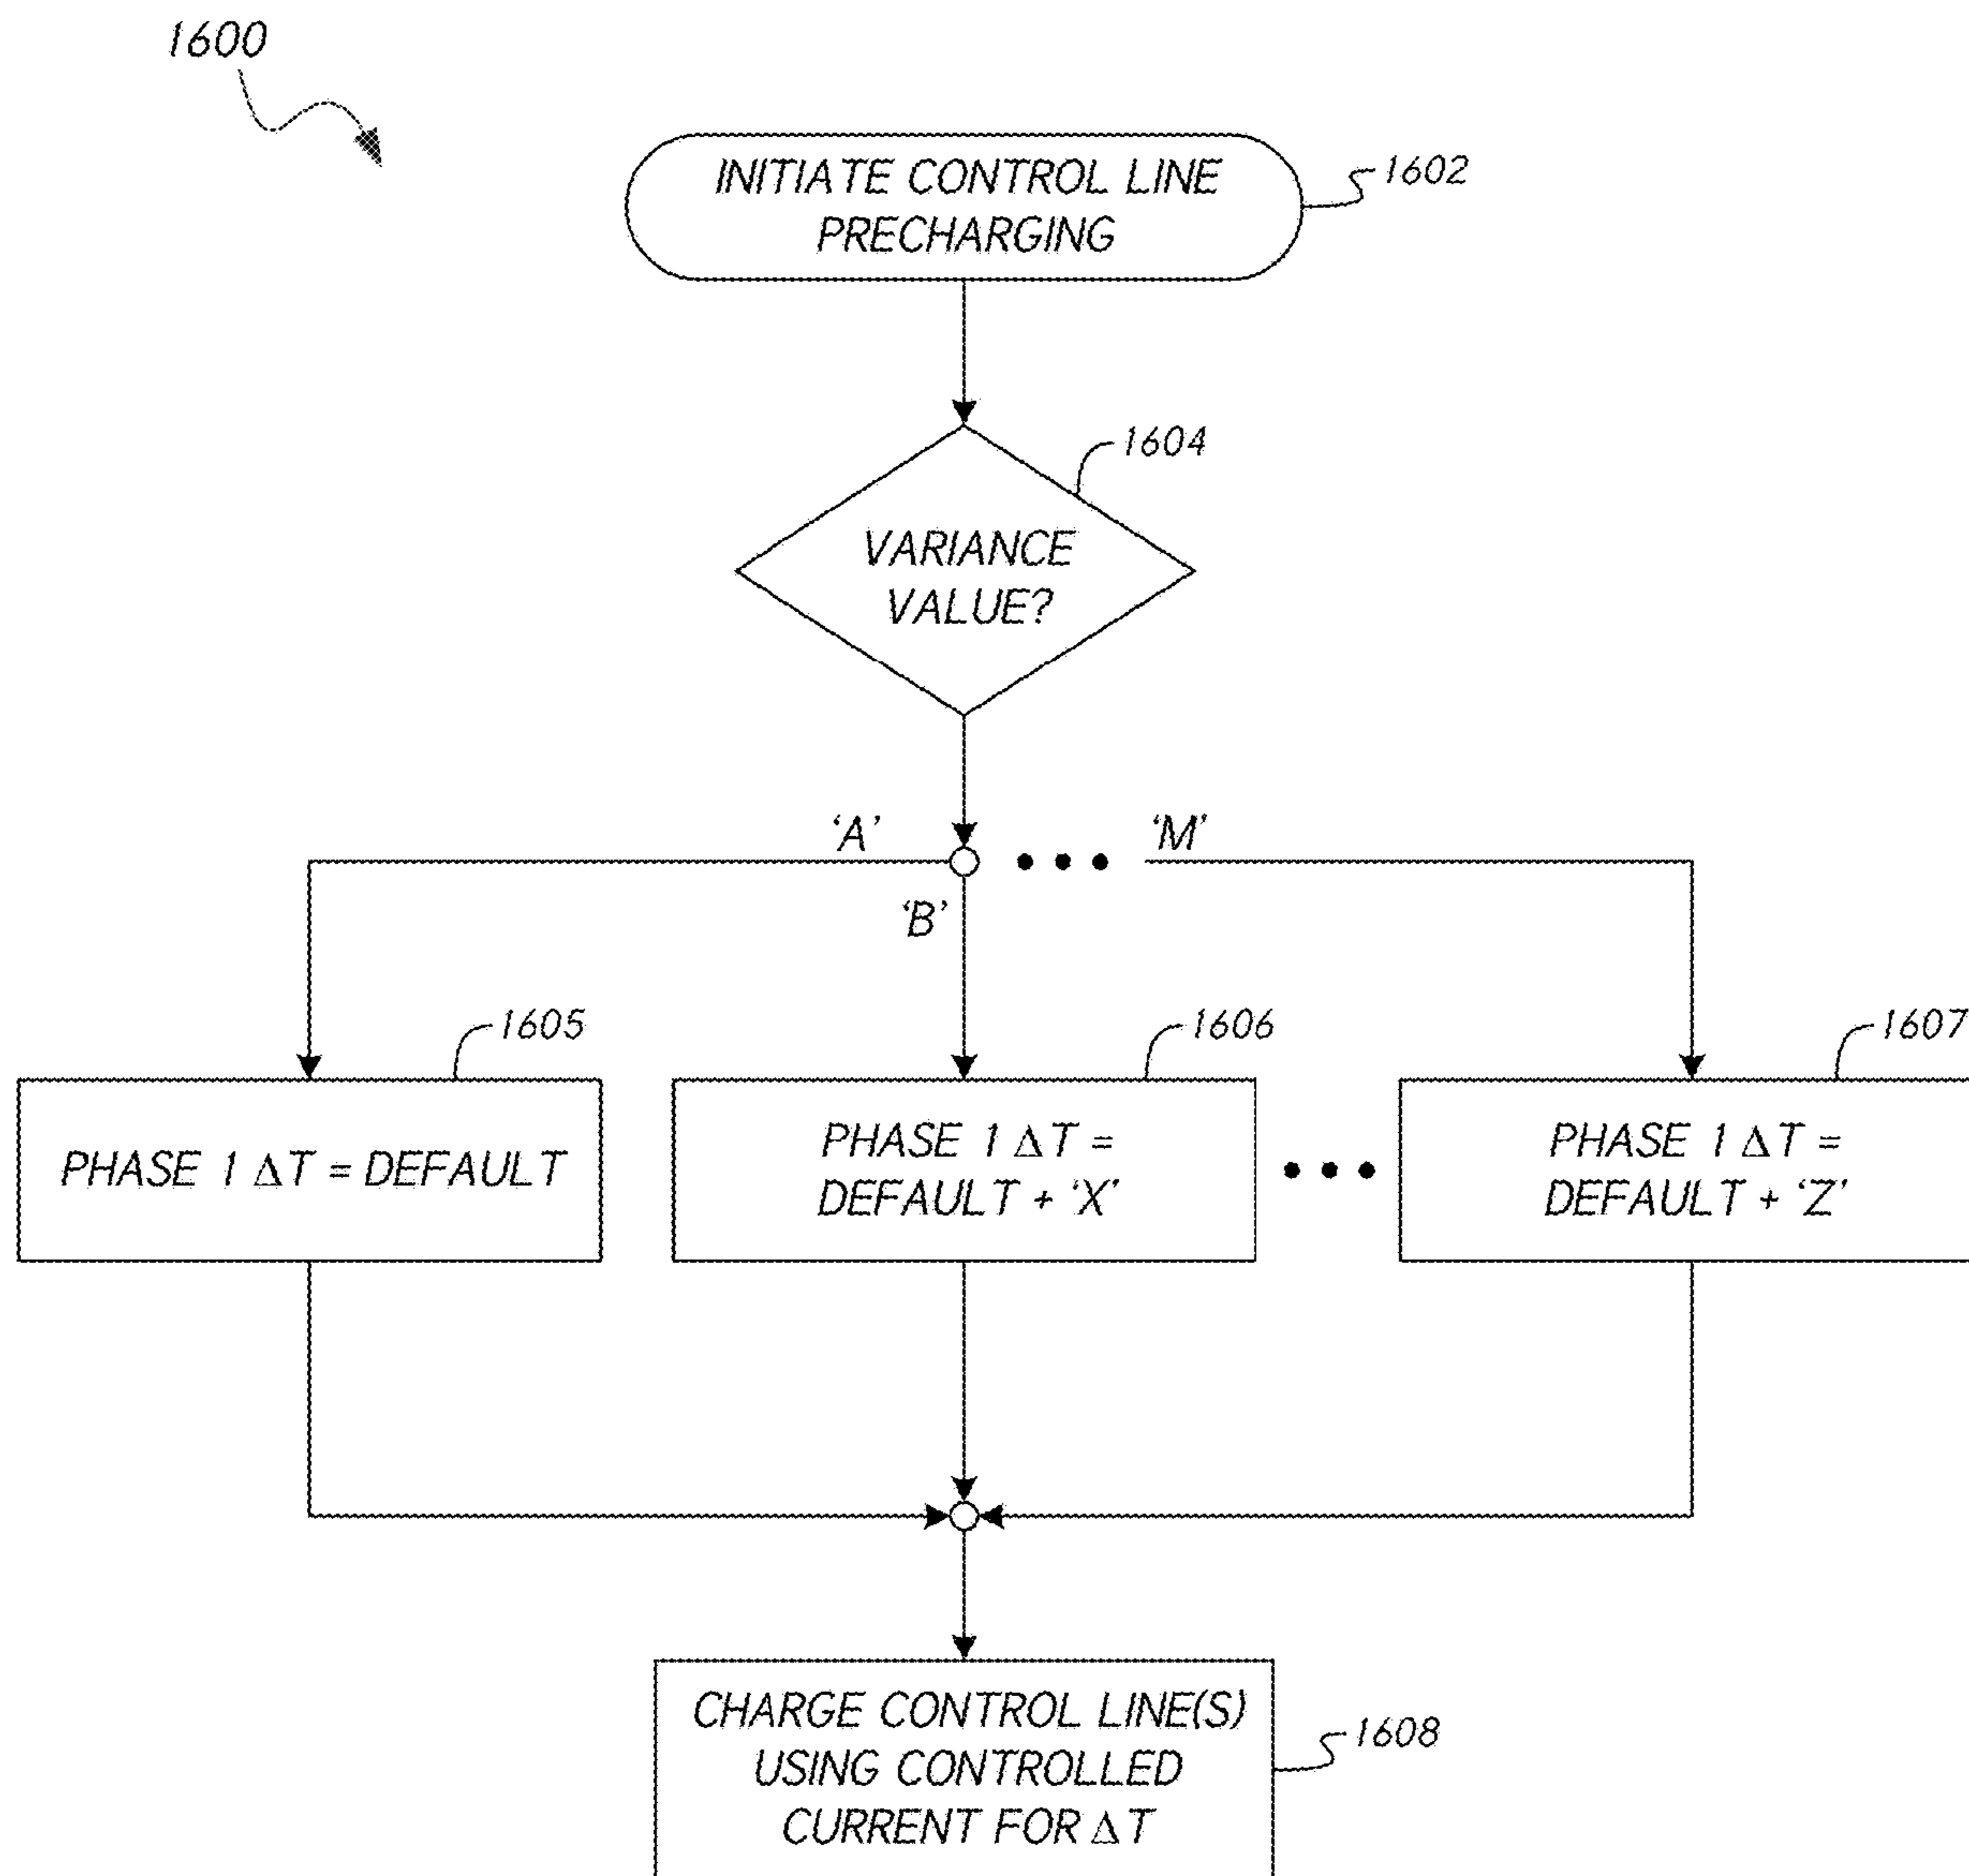 1600
INITIATE CONTROL LINE
PRECHARGING
1602
1604
VARIANCE
VALUE?
'A'
'M'
'B'
1605
1606
1607
PHASE 1 ΔT = DEFAULT
PHASE 1 ΔT =
DEFAULT + 'X'
PHASE 1 ΔT =
DEFAULT + 'Z'
CHARGE CONTROL LINE(S)
USING CONTROLLED
CURRENT FOR ΔT
1608